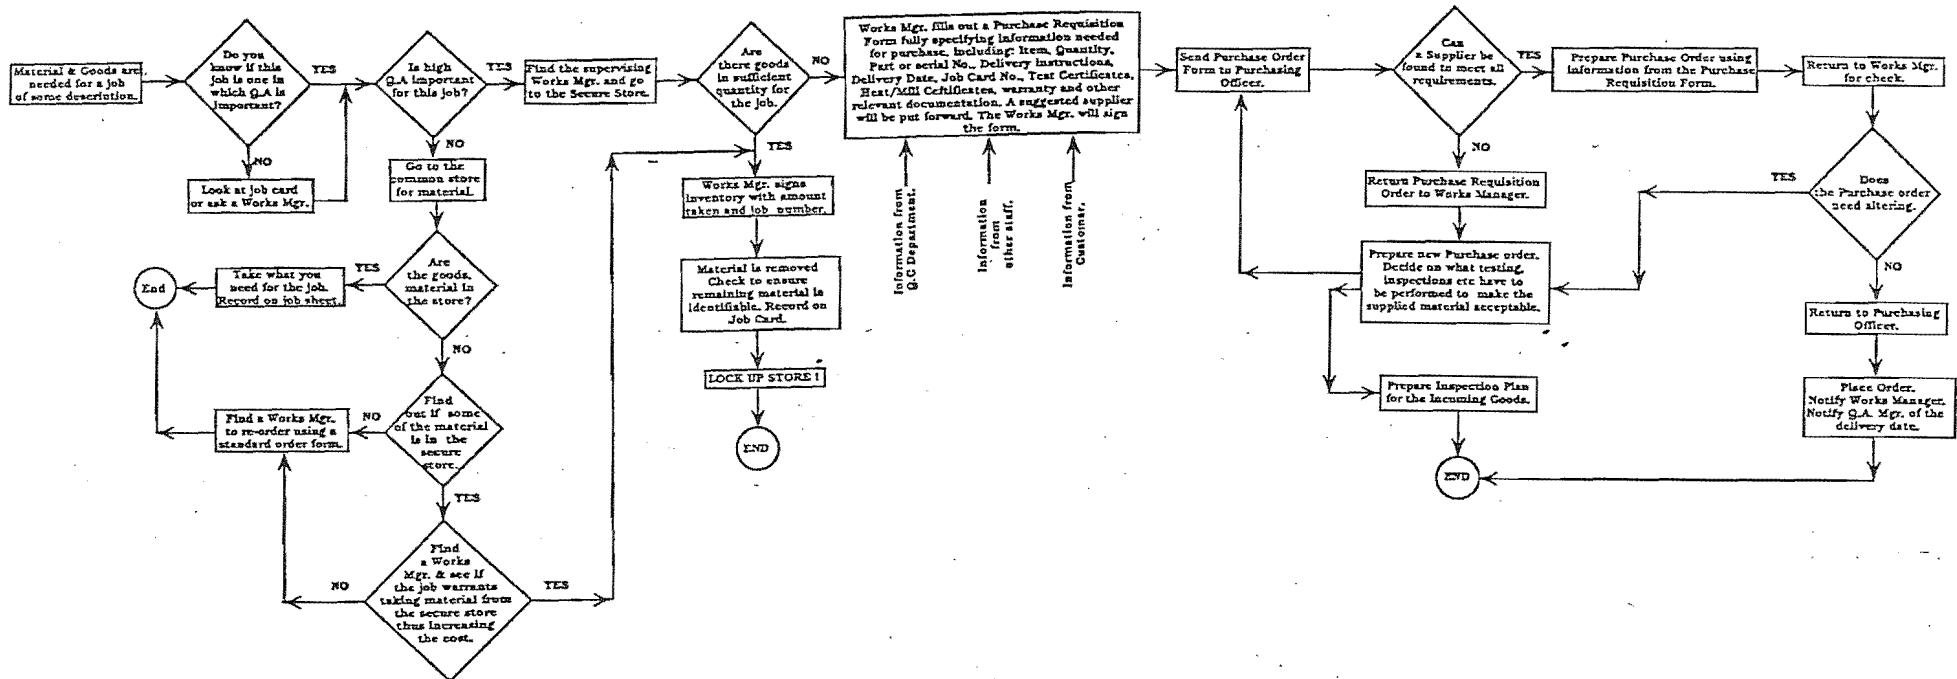 Material & Goods are
needed for a job
of some description.
Do you
know if this
job is one in
which Q.A is
important?
YES
NO
Look at job card
or ask a Works Mgr.
Is high
Q.A important
for this job?
YES
NO
Go to the
common store
for material.
Are
the goods,
material in
the store?
YES
Take what you
need for the job.
Record on job sheet.
End
NO
Find
out if some
of the material
is in the
secure
store.
NO
Find a Works Mgr.
to re-order using a
standard order form.
YES
Find
a Works
Mgr. & see if
the job warrants
taking material from
the secure store
thus increasing
the cost.
NO
YES
Find the supervising
Works Mgr. and go
to the Secure Store.
Are
there goods
in sufficient
quantity for
the job.
NO
YES
Works Mgr. signs
inventory with amount
taken and job number.
Material is removed
Check to ensure
remaining material is
identifiable. Record on
Job Card.
LOCK UP STORE !
END
Works Mgr. fills out a Purchase Requisition
Form fully specifying information needed
for purchase, including: Item, Quantity,
Part or serial No., Delivery Instructions,
Delivery Date, Job Card No., Test Certificates,
Heat/Mill Certificates, warranty and other
relevant documentation. A suggested supplier
will be put forward. The Works Mgr. will sign
the form.
Information from
Q.C Department.
Information
from
other staff.
Information from
Customer.
Send Purchase Order
Form to Purchasing
Officer.
Can
a Supplier be
found to meet all
requirements.
YES
NO
Return Purchase Requisition
Order to Works Manager.
Prepare new Purchase order.
Decide on what testing,
inspections etc have to
be performed to make the
supplied material acceptable.
Prepare Inspection Plan
for the Incoming Goods.
END
Prepare Purchase Order using
information from the Purchase
Requisition Form.
Return to Works Mgr.
for check.
Does
the Purchase order
need altering.
YES
NO
Return to Purchasing
Officer.
Place Order.
Notify Works Manager.
Notify Q.A. Mgr. of the
delivery date.